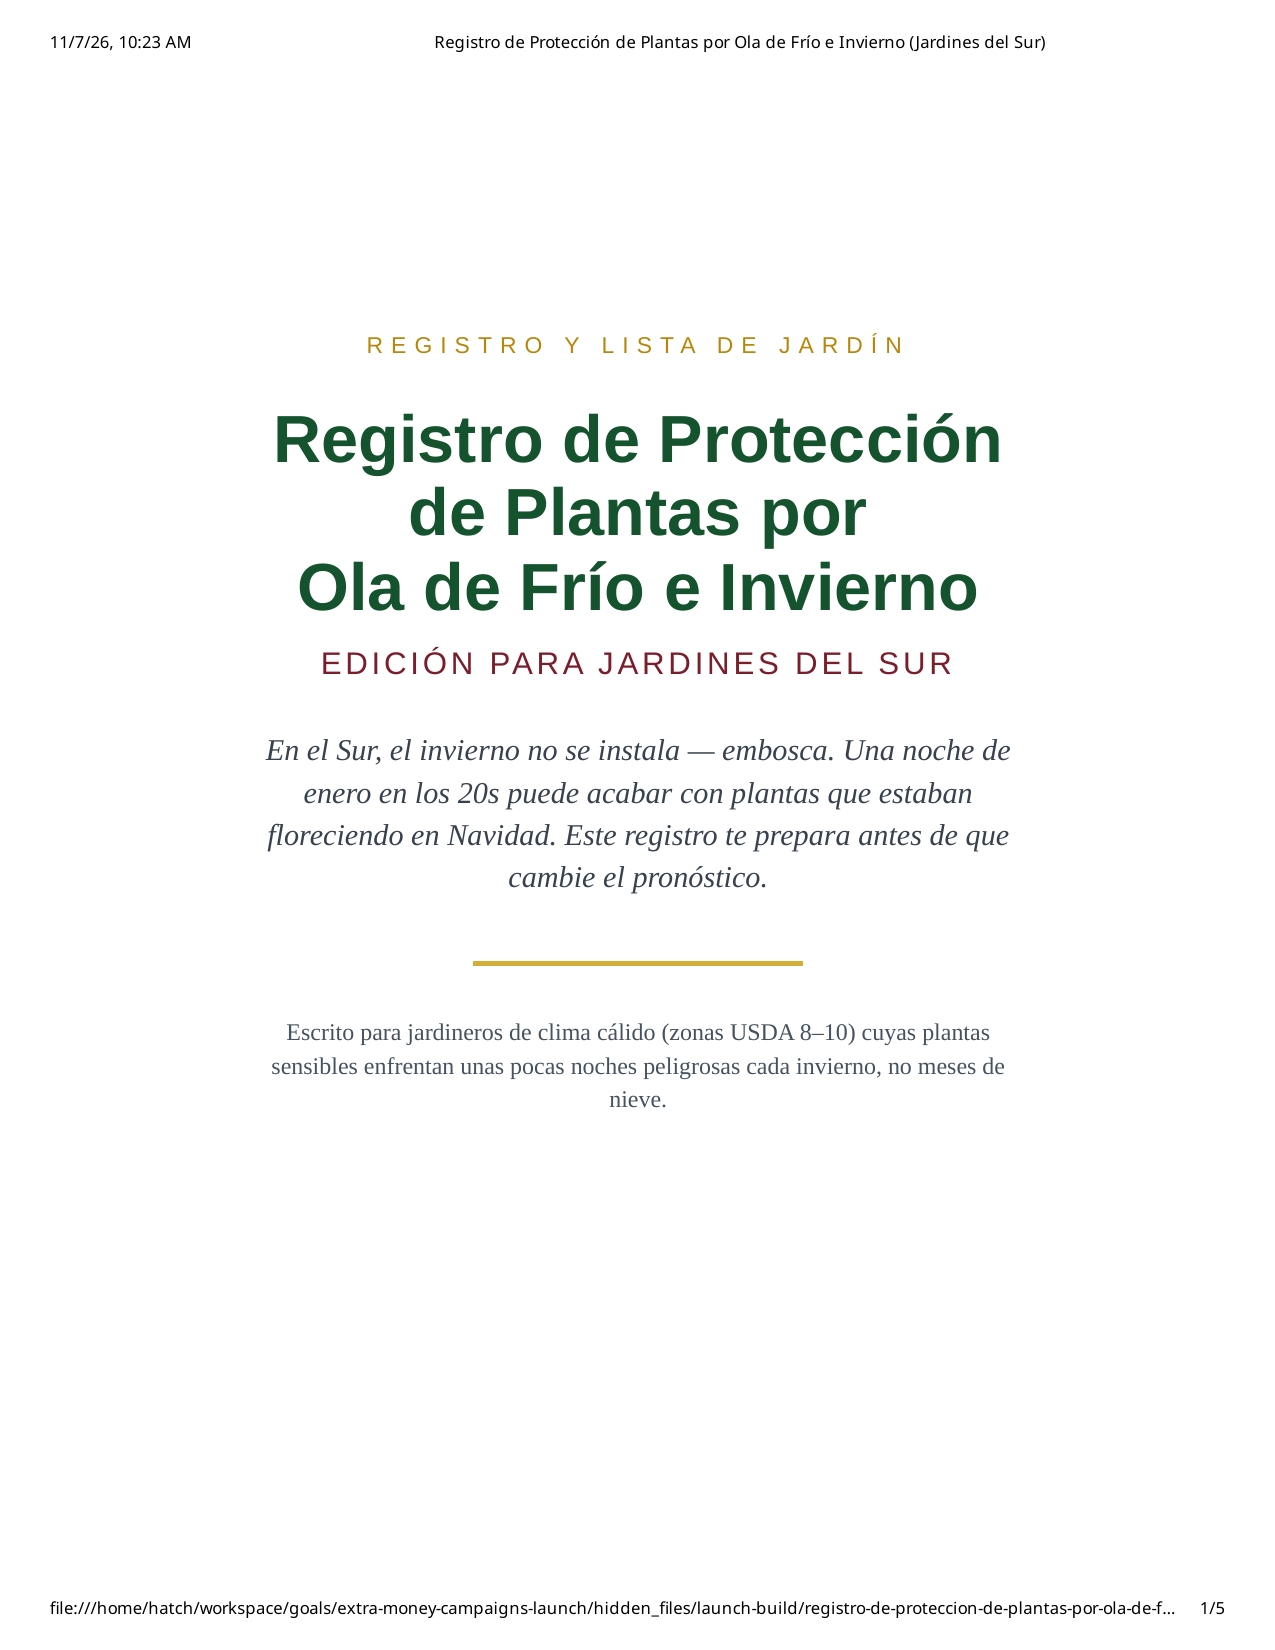 11/7/26, 10:23 AM Registro de Protección de Plantas por Ola de Frío e Invierno (Jardines del Sur)
REGISTRO Y LISTA DE JARDÍN
Registro de Protección
de Plantas por
Ola de Frío e Invierno
EDICIÓN PARA JARDINES DEL SUR
En el Sur, el invierno no se instala — embosca. Una noche de
enero en los 20s puede acabar con plantas que estaban
floreciendo en Navidad. Este registro te prepara antes de que
cambie el pronóstico.
Escrito para jardineros de clima cálido (zonas USDA 8–10) cuyas plantas
sensibles enfrentan unas pocas noches peligrosas cada invierno, no meses de
nieve.
file:///home/hatch/workspace/goals/extra-money-campaigns-launch/hidden_files/launch-build/registro-de-proteccion-de-plantas-por-ola-de-f... 1/5